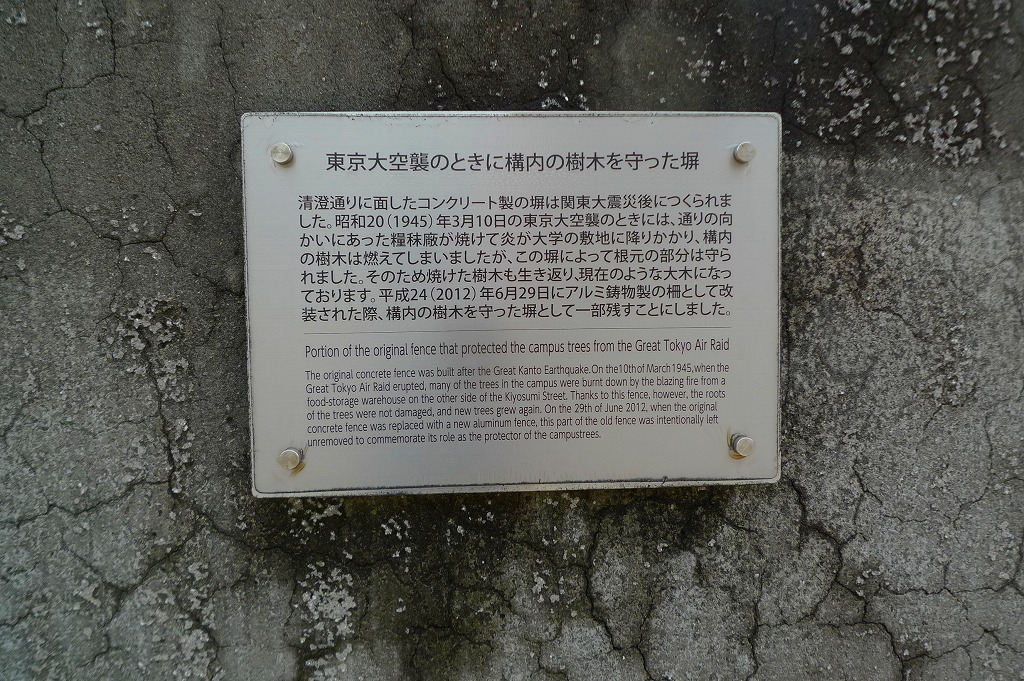 東京大空襲のときに構内の樹木を守った塀
清澄通りに面したコンクリート製の塀は関東大震災後につくられま
した。昭和20（1945）年3月10日の東京大空襲のときには、通りの向
かいにあった糧秣廠が焼けて炎が大学の敷地に降りかかり、構内
の樹木は燃えてしまいましたが、この塀によって根元の部分は守ら
れました。そのため焼けた樹木も生き返り、現在のような大木になっ
ております。平成24（2012）年6月29日にアルミ鋳物製の柵として改
装された際、構内の樹木を守った塀として一部残すことにしました。
Portion of the original fence that protected the campus trees from the Great Tokyo Air Raid
The original concrete fence was built after the Great Kanto Earthquake. On the 10th of March 1945, when the
Great Tokyo Air Raid erupted, many of the trees in the campus were burnt down by the blazing fire from a
food-storage warehouse on the other side of the Kiyosumi Street. Thanks to this fence, however, the roots
of the trees were not damaged, and new trees grew again. On the 29th of June 2012, when the original
concrete fence was replaced with a new aluminum fence, this part of the old fence was intentionally left
unremoved to commemorate its role as the protector of the campustrees.